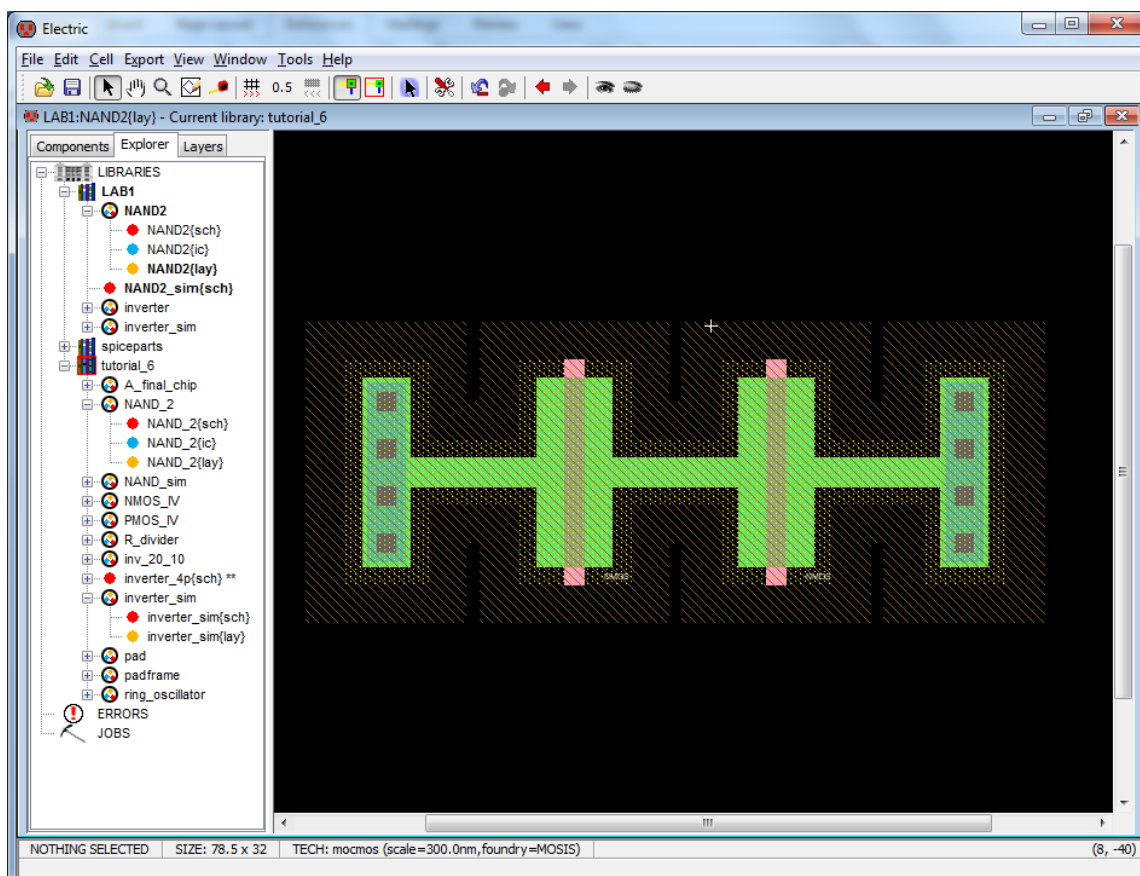 Electric
File Edit Cell Export View Window Tools Help
0.5
LAB1:NAND2{lay} - Current library: tutorial_6
Components Explorer Layers
LIBRARIES
LAB1
NAND2
NAND2{sch}
NAND2{ic}
NAND2{lay}
NAND2_sim{sch}
inverter
inverter_sim
spiceparts
tutorial_6
A_final_chip
NAND_2
NAND_2{sch}
NAND_2{ic}
NAND_2{lay}
NAND_sim
NMOS_IV
PMOS_IV
R_divider
inv_20_10
inverter_4p{sch} **
inverter_sim
inverter_sim{sch}
inverter_sim{lay}
pad
padframe
ring_oscillator
ERRORS
JOBS
NMOS NMOS
NOTHING SELECTED SIZE: 78.5 x 32 TECH: mocmos (scale=300.0nm,foundry=MOSIS) (8, -40)